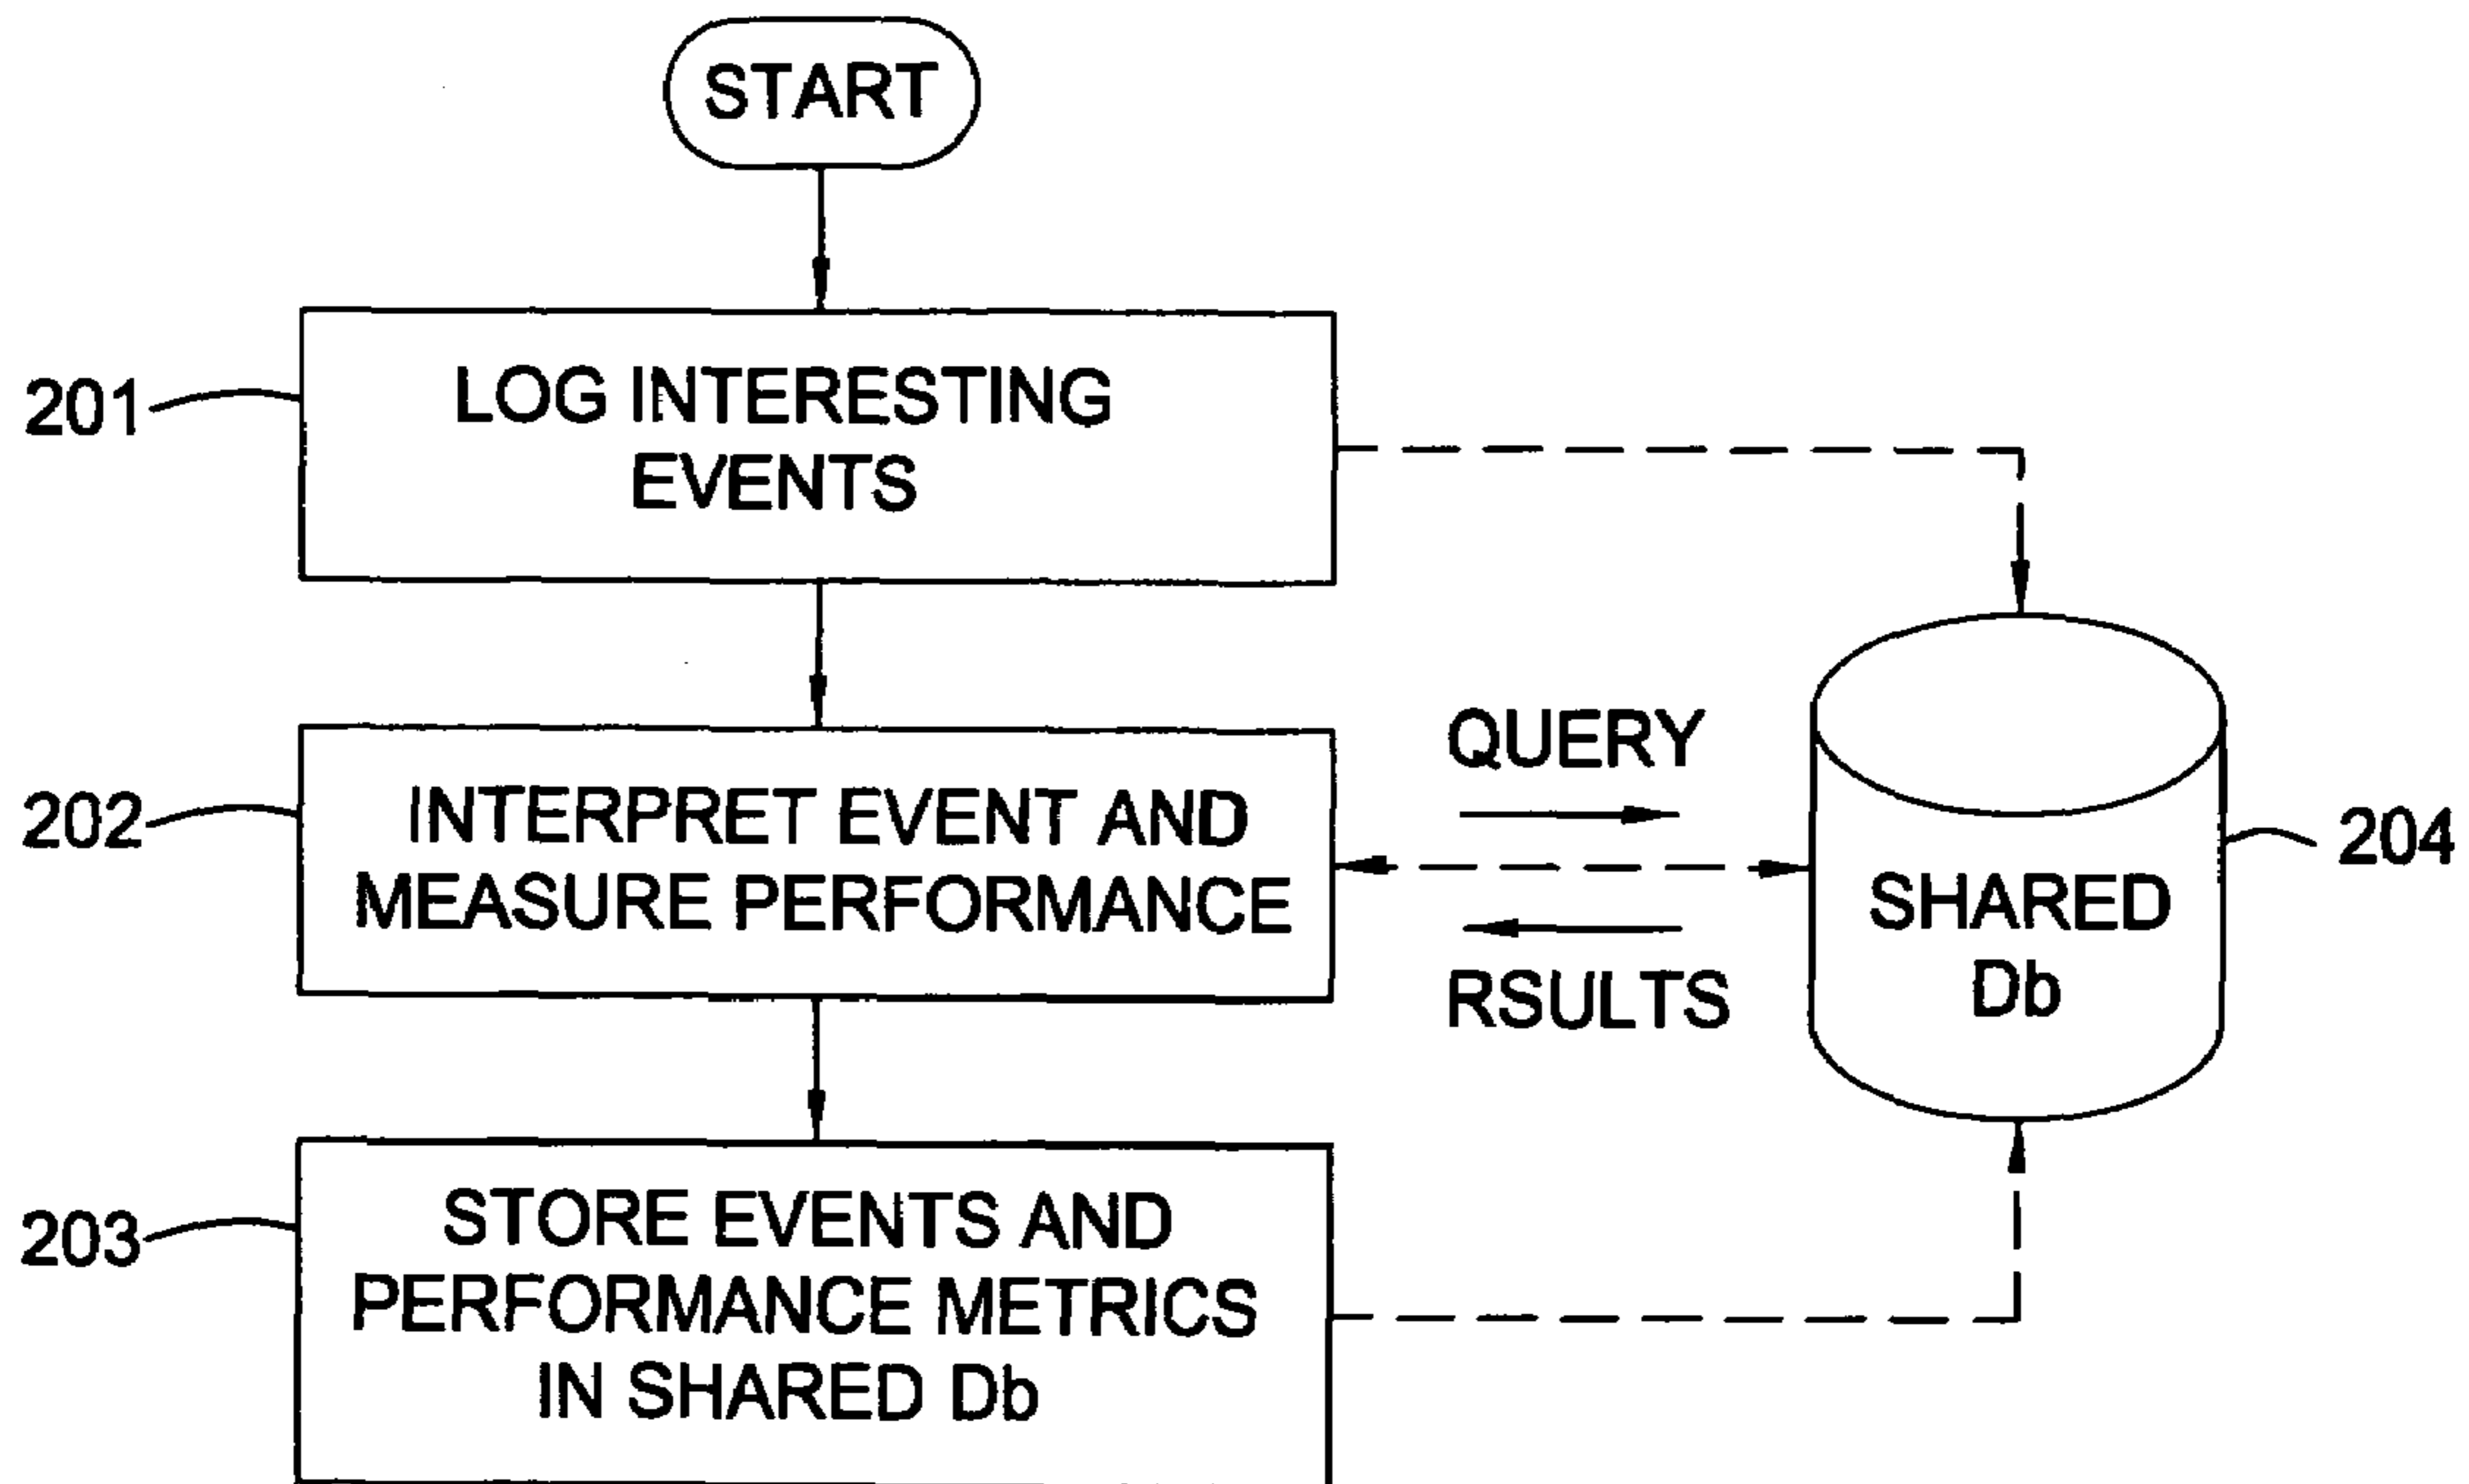 START
201
LOG INTERESTING
EVENTS
202
INTERPRET EVENT AND
MEASURE PERFORMANCE
QUERY
RSULTS
SHARED
Db
204
203
STORE EVENTS AND
PERFORMANCE METRICS
IN SHARED Db